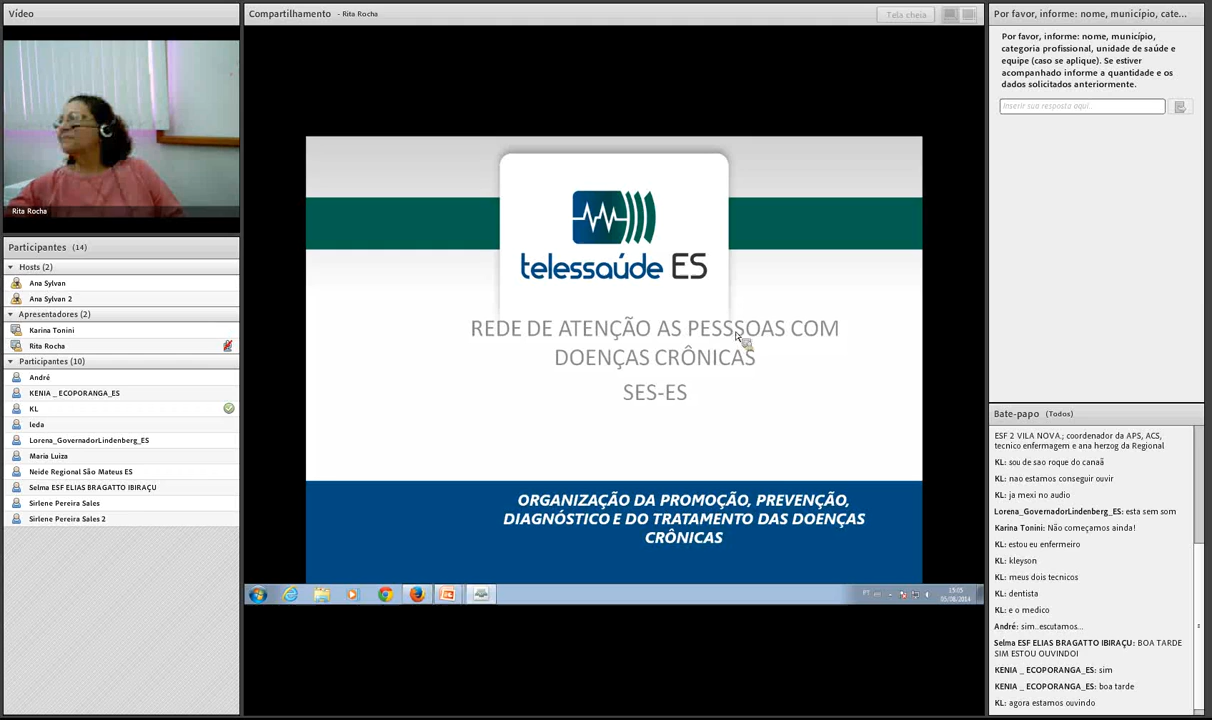 Vídeo
Rita Rocha
Participantes (14)
Hosts (2)
Ana Sylvan
Ana Sylvan 2
Apresentadores (2)
Karina Tonini
Rita Rocha
Participantes (10)
André
KENIA _ ECOPORANGA_ES
KL
leda
Lorena_GovernadorLindenberg_ES
Maria Luiza
Neide Regional São Mateus ES
Selma ESF ELIAS BRAGATTO IBIRAÇU
Sirlene Pereira Sales
Sirlene Pereira Sales 2
Compartilhamento - Rita Rocha
Tela cheia
telessaúde ES
REDE DE ATENÇÃO AS PESSSOAS COM
DOENÇAS CRÔNICAS
SES-ES
ORGANIZAÇÃO DA PROMOÇÃO, PREVENÇÃO,
DIAGNÓSTICO E DO TRATAMENTO DAS DOENÇAS
CRÔNICAS
15:05
05/08/2014
Por favor, informe: nome, município, cate...
Por favor, informe: nome, município,
categoria profissional, unidade de saúde e
equipe (caso se aplique). Se estiver
acompanhado informe a quantidade e os
dados solicitados anteriormente.
Inserir sua resposta aqui.
Bate-papo (Todos)
ESF 2 VILA NOVA.; coordenador da APS, ACS,
tecnico enfermagem e ana herzog da Regional
KL: sou de sao roque do canaã
KL: nao estamos conseguir ouvir
KL: ja mexi no audio
Lorena_GovernadorLindenberg_ES: esta sem som
Karina Tonini: Não começamos ainda!
KL: estou eu enfermeiro
KL: kleyson
KL: meus dois tecnicos
KL: dentista
KL: e o medico
André: sim..escutamos...
Selma ESF ELIAS BRAGATTO IBIRAÇU: BOA TARDE
SIM ESTOU OUVINDOI
KENIA _ ECOPORANGA_ES: sim
KENIA _ ECOPORANGA_ES: boa tarde
KL: agora estamos ouvindo